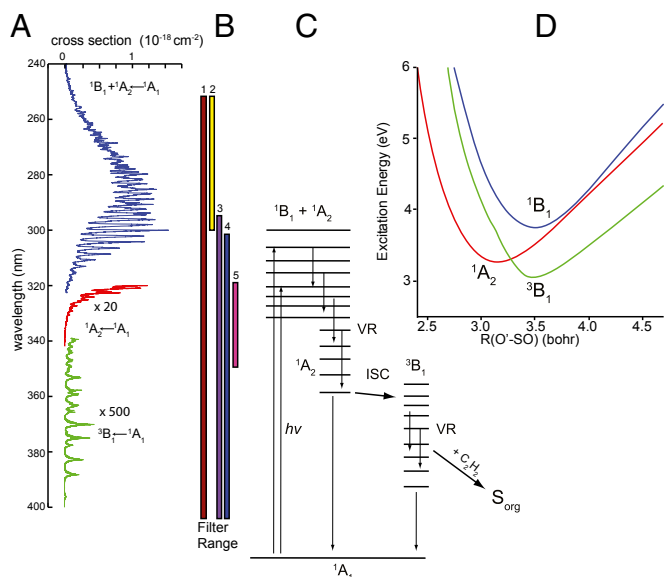 A
cross section (10⁻¹⁸ cm⁻²)
0 1
wavelength (nm)
240
260
280
300
320
340
360
380
400
¹B₁+¹A₂←¹A₁
x 20
¹A₂←¹A₁
x 500
³B₁←¹A₁
B
1 2
3
4
5
Filter
Range
C
¹B₁ + ¹A₂
VR
¹A₂
ISC
³B₁
hν
VR
+ C₂H₂
Sorg
¹A₁
D
Excitation Energy (eV)
6
5
4
3
¹B₁
¹A₂
³B₁
2.5 3.0 3.5 4.0 4.5
R(O'-SO) (bohr)